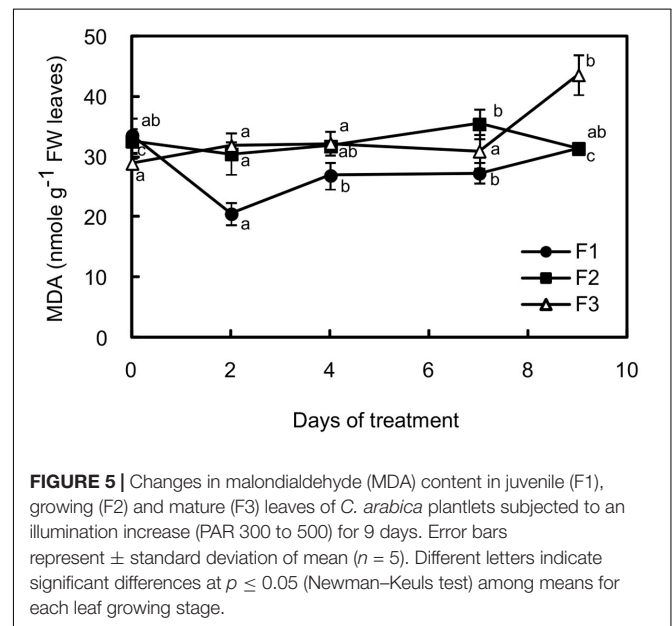 50
40
30
20
10
0
MDA (nmole g⁻¹ FW leaves)
ab
c
a
a
a
a
a
ab
b
b
a
b
b
ab
c
F1
F2
F3
0 2 4 6 8 10
Days of treatment
FIGURE 5 | Changes in malondialdehyde (MDA) content in juvenile (F1),
growing (F2) and mature (F3) leaves of C. arabica plantlets subjected to an
illumination increase (PAR 300 to 500) for 9 days. Error bars
represent ± standard deviation of mean (n = 5). Different letters indicate
significant differences at p ≤ 0.05 (Newman–Keuls test) among means for
each leaf growing stage.